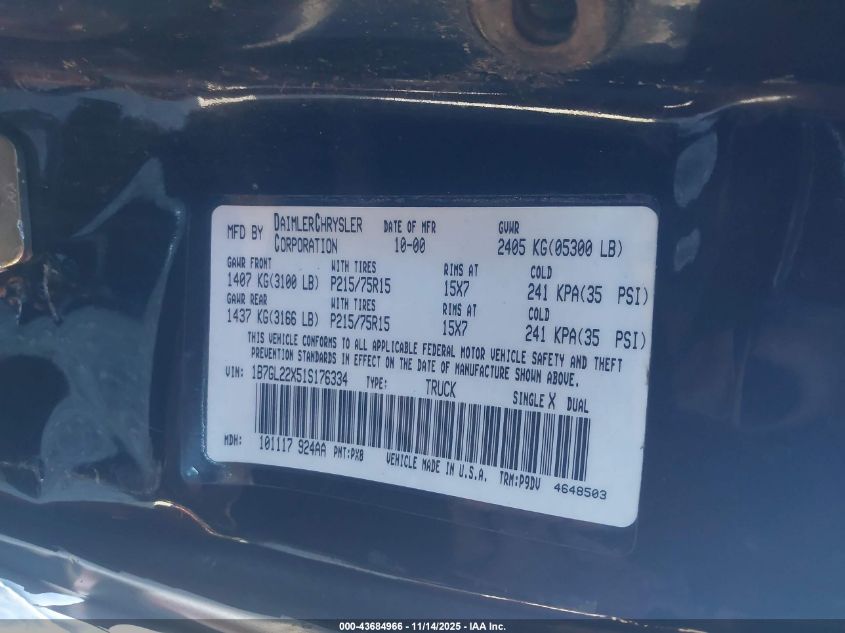 MFD BY DAIMLERCHRYSLER CORPORATION DATE OF MFR 10-00 GVWR 2405 KG(05300 LB)
GAWR FRONT WITH TIRES RIMS AT COLD
1407 KG(3100 LB) P215/75R15 15X7 241 KPA(35 PSI)
GAWR REAR WITH TIRES RIMS AT COLD
1437 KG(3166 LB) P215/75R15 15X7 241 KPA(35 PSI)
THIS VEHICLE CONFORMS TO ALL APPLICABLE FEDERAL MOTOR VEHICLE SAFETY AND THEFT
PREVENTION STANDARDS IN EFFECT ON THE DATE OF MANUFACTURE SHOWN ABOVE.
VIN: 1B7GL22X51S176334 TYPE: TRUCK SINGLE X DUAL
MDH: 101117 924AA PNT:PXB VEHICLE MADE IN U.S.A. TRM:P9DV 4648503
000-43684966 - 11/14/2025 - IAA Inc.